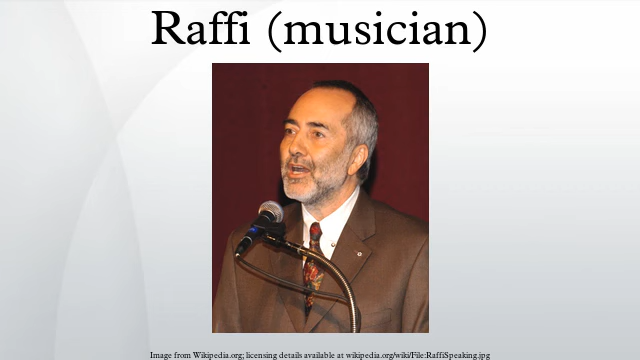 Raffi (musician)
Image from Wikipedia.org; licensing details available at wikipedia.org/wiki/File:RaffiSpeaking.jpg